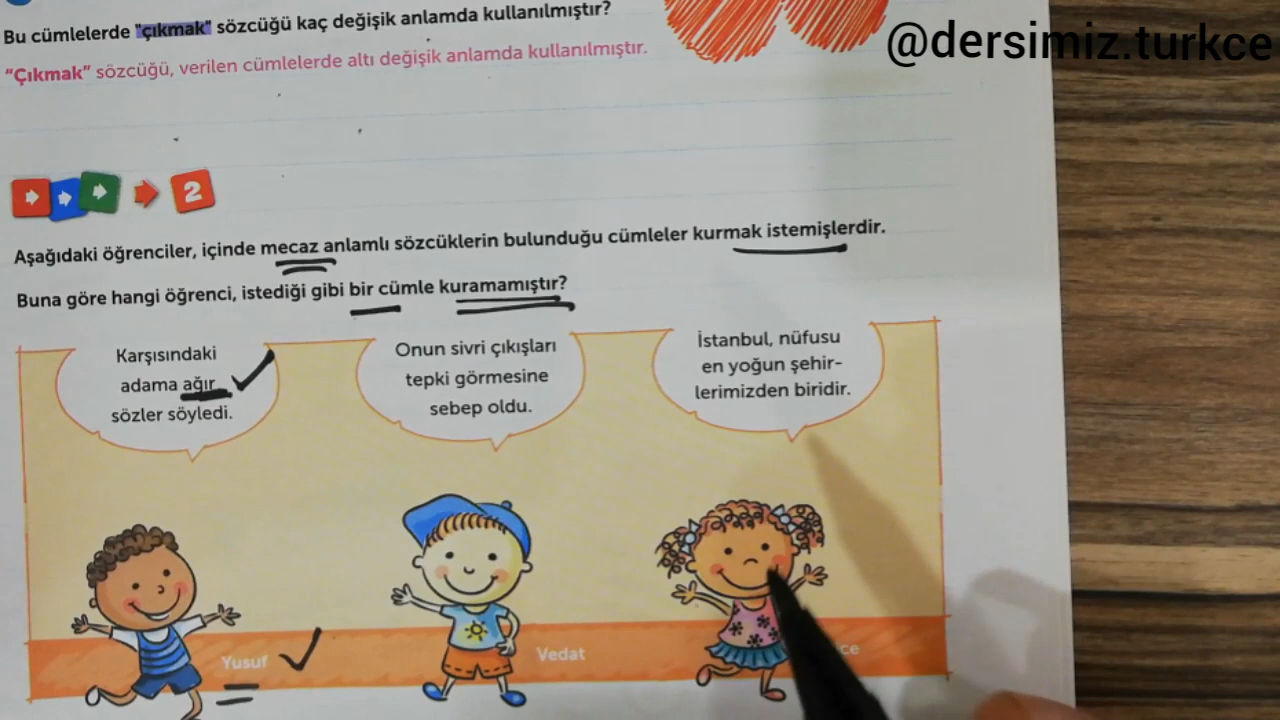 Bu cümlelerde "çıkmak" sözcüğü kaç değişik anlamda kullanılmıştır?
@dersimiz.turkce
"Çıkmak" sözcüğü, verilen cümlelerde altı değişik anlamda kullanılmıştır.
2
Aşağıdaki öğrenciler, içinde mecaz anlamlı sözcüklerin bulunduğu cümleler kurmak istemişlerdir.
Buna göre hangi öğrenci, istediği gibi bir cümle kuramamıştır?
Karşısındaki
adama ağır
sözler söyledi.
Onun sivri çıkışları
tepki görmesine
sebep oldu.
İstanbul, nüfusu
en yoğun şehir-
lerimizden biridir.
Yusuf
Vedat